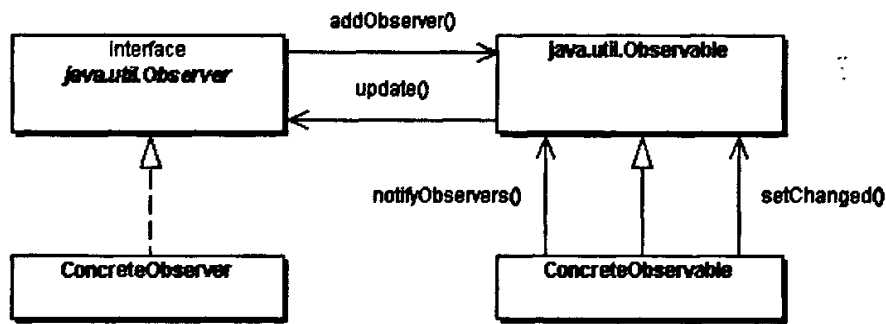 addObserver()
interface
java.util.Observer
java.util.Observable
update()
notifyObservers()
setChanged()
ConcreteObserver
ConcreteObservable